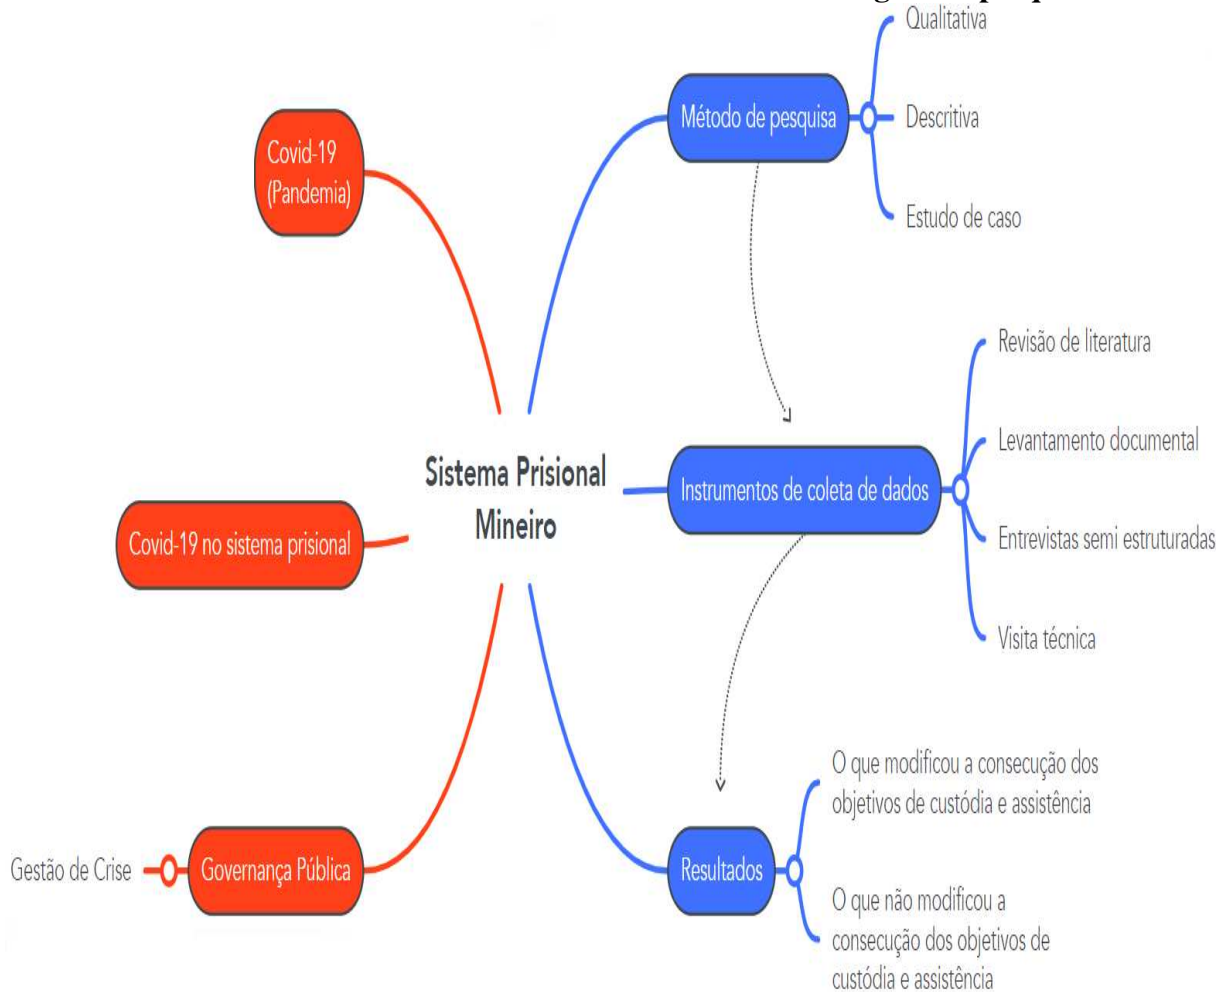 Qualitativa
Método de pesquisa
Descritiva
Estudo de caso
Covid-19
(Pandemia)
Revisão de literatura
Levantamento documental
Sistema Prisional
Mineiro
Instrumentos de coleta de dados
Entrevistas semi estruturadas
Visita técnica
Covid-19 no sistema prisional
O que modificou a consecução dos
objetivos de custódia e assistência
Gestão de Crise
Governança Pública
Resultados
O que não modificou a
consecução dos objetivos de
custódia e assistência